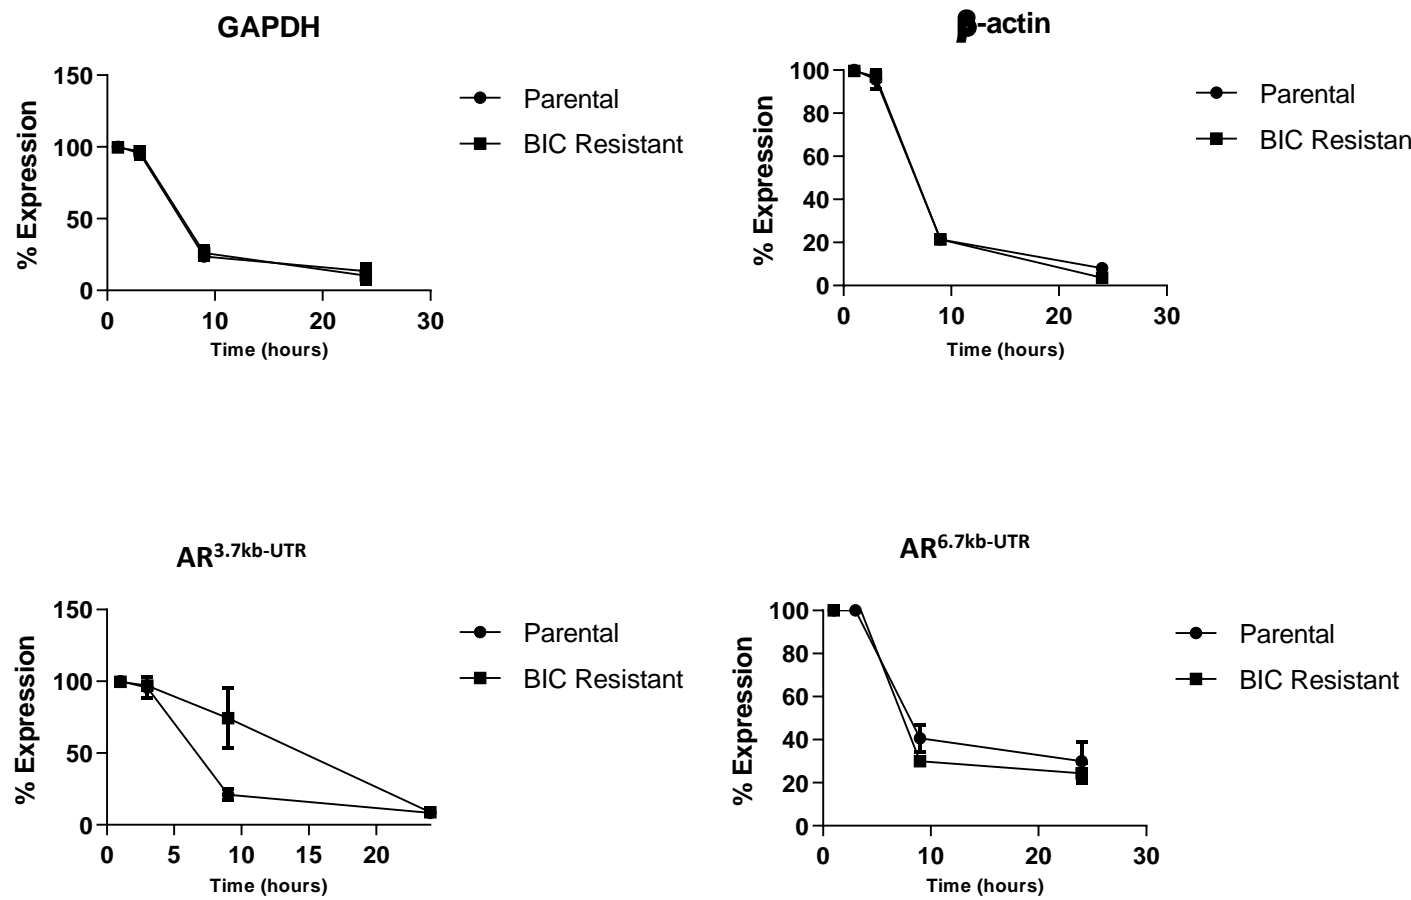 GAPDH
% Expression
150
100
50
0
0 10 20 30
Time (hours)
Parental
BIC Resistant
β-actin
% Expression
100
80
60
40
20
0
0 10 20 30
Time (hours)
Parental
BIC Resistan
AR3.7kb-UTR
% Expression
150
100
50
0
0 5 10 15 20
Time (hours)
Parental
BIC Resistant
AR6.7kb-UTR
% Expression
100
80
60
40
20
0
0 10 20 30
Time (hours)
Parental
BIC Resistant